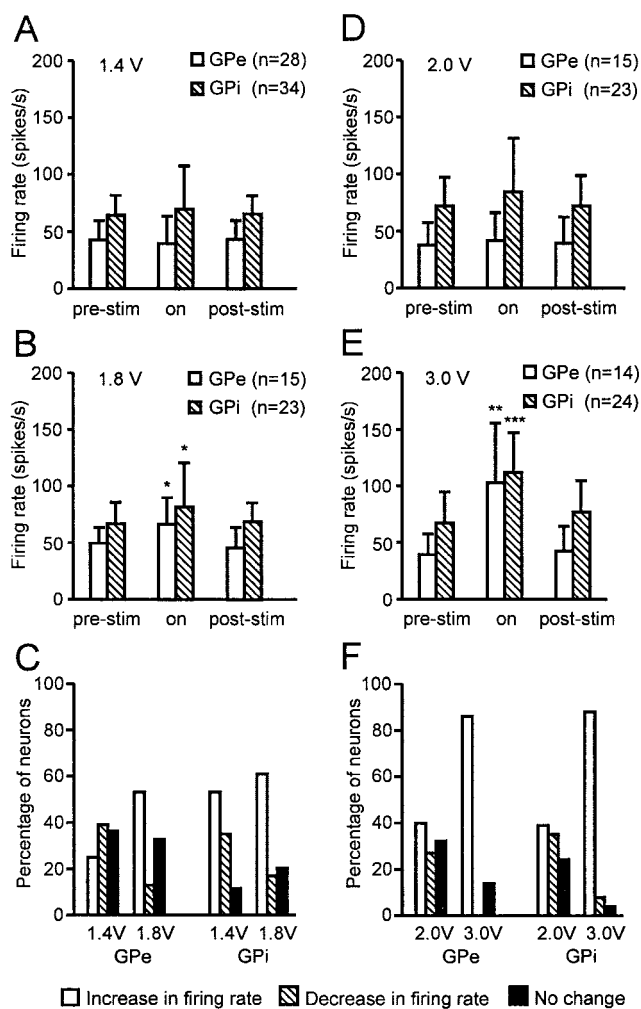 A
1.4 V
GPe (n=28)
GPi (n=34)
Firing rate (spikes/s)
200
150
100
50
0
pre-stim on post-stim
D
2.0 V
GPe (n=15)
GPi (n=23)
Firing rate (spikes/s)
200
150
100
50
0
pre-stim on post-stim
B
1.8 V
GPe (n=15)
GPi (n=23)
Firing rate (spikes/s)
200
150
100
50
0
* *
pre-stim on post-stim
E
3.0 V
GPe (n=14)
GPi (n=24)
Firing rate (spikes/s)
200
150
100
50
0
** ***
pre-stim on post-stim
C
Percentage of neurons
100
80
60
40
20
0
1.4V 1.8V 1.4V 1.8V
GPe GPi
F
Percentage of neurons
100
80
60
40
20
0
2.0V 3.0V 2.0V 3.0V
GPe GPi
Increase in firing rate Decrease in firing rate No change